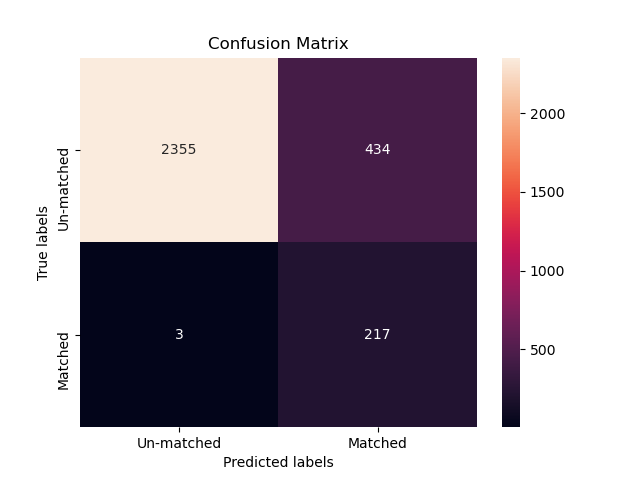 Confusion Matrix
True labels
Un-matched
Matched
2355 434
3 217
Un-matched Matched
Predicted labels
2000
1500
1000
500